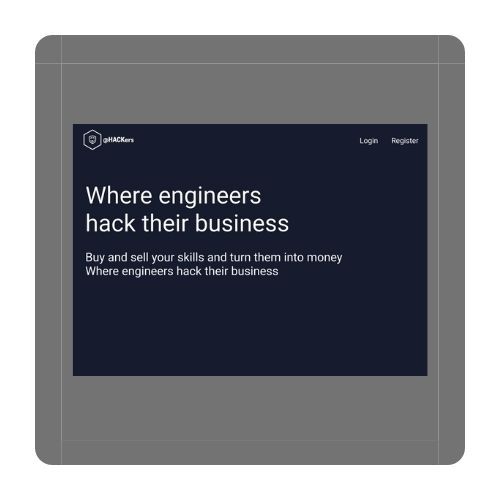 @HACKers
Login Register
Where engineers
hack their business
Buy and sell your skills and turn them into money
Where engineers hack their business